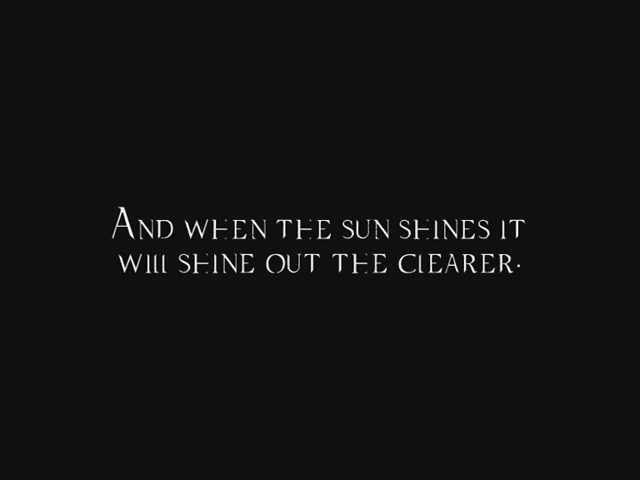 And when the sun shines it
will shine out the clearer.